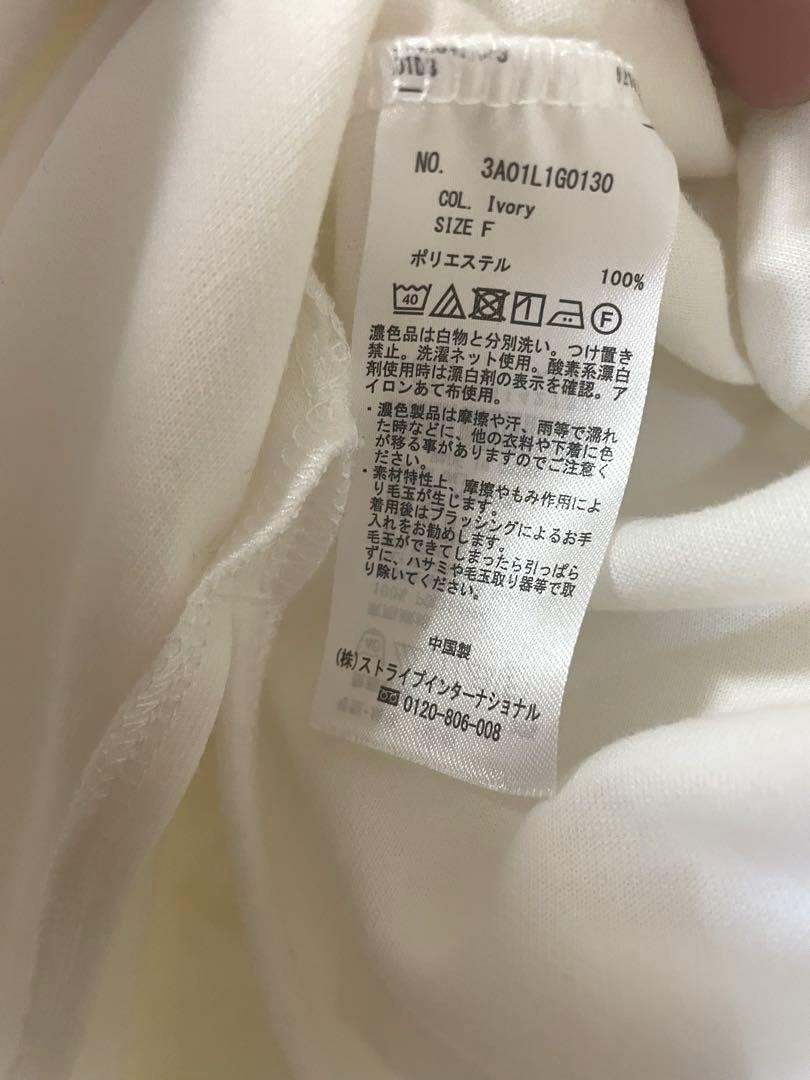 NO. 3A01L1G0130
COL. Ivory
SIZE F
ポリエステル 100%
40 F
濃色品は白物と分別洗い。つけ置き
禁止。洗濯ネット使用。酸素系漂白
剤使用時は漂白剤の表示を確認。ア
イロンあて布使用。
・濃色製品は摩擦や汗、雨等で濡れ
た時などに、他の衣料や下着に色
が移る事がありますのでご注意く
ださい。
・素材特性上、摩擦やもみ作用によ
り毛玉が生じます。
着用後はブラッシングによるお手
入れをお勧めします。
毛玉ができてしまったら引っぱら
ずに、ハサミや毛玉取り器等で取
り除いてください。
中国製
(株)ストライプインターナショナル
0120-806-008